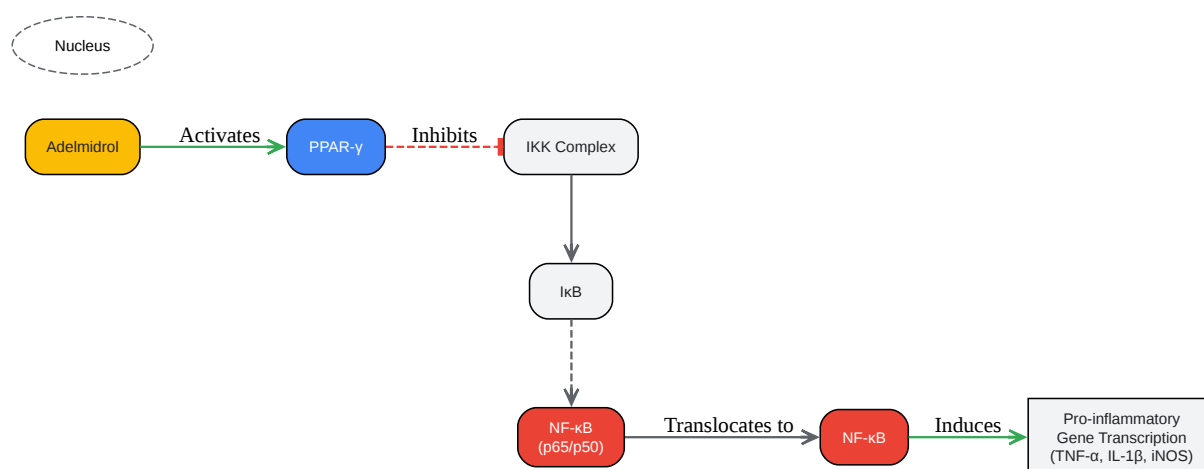 Nucleus
Adelmidrol
Activates
PPAR-γ
Inhibits
IKK Complex
IκB
NF-κB
(p65/p50)
Translocates to
NF-κB
Induces
Pro-inflammatory
Gene Transcription
(TNF-α, IL-1β, iNOS)